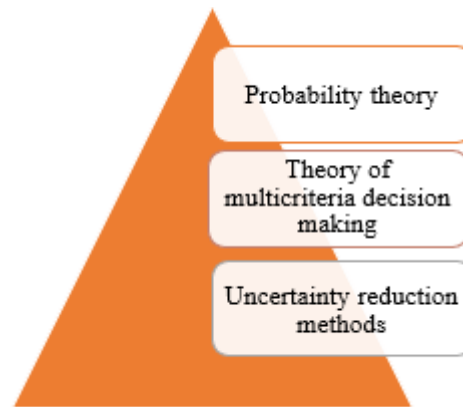 Probability theory
Theory of
multicriteria decision
making
Uncertainty reduction
methods